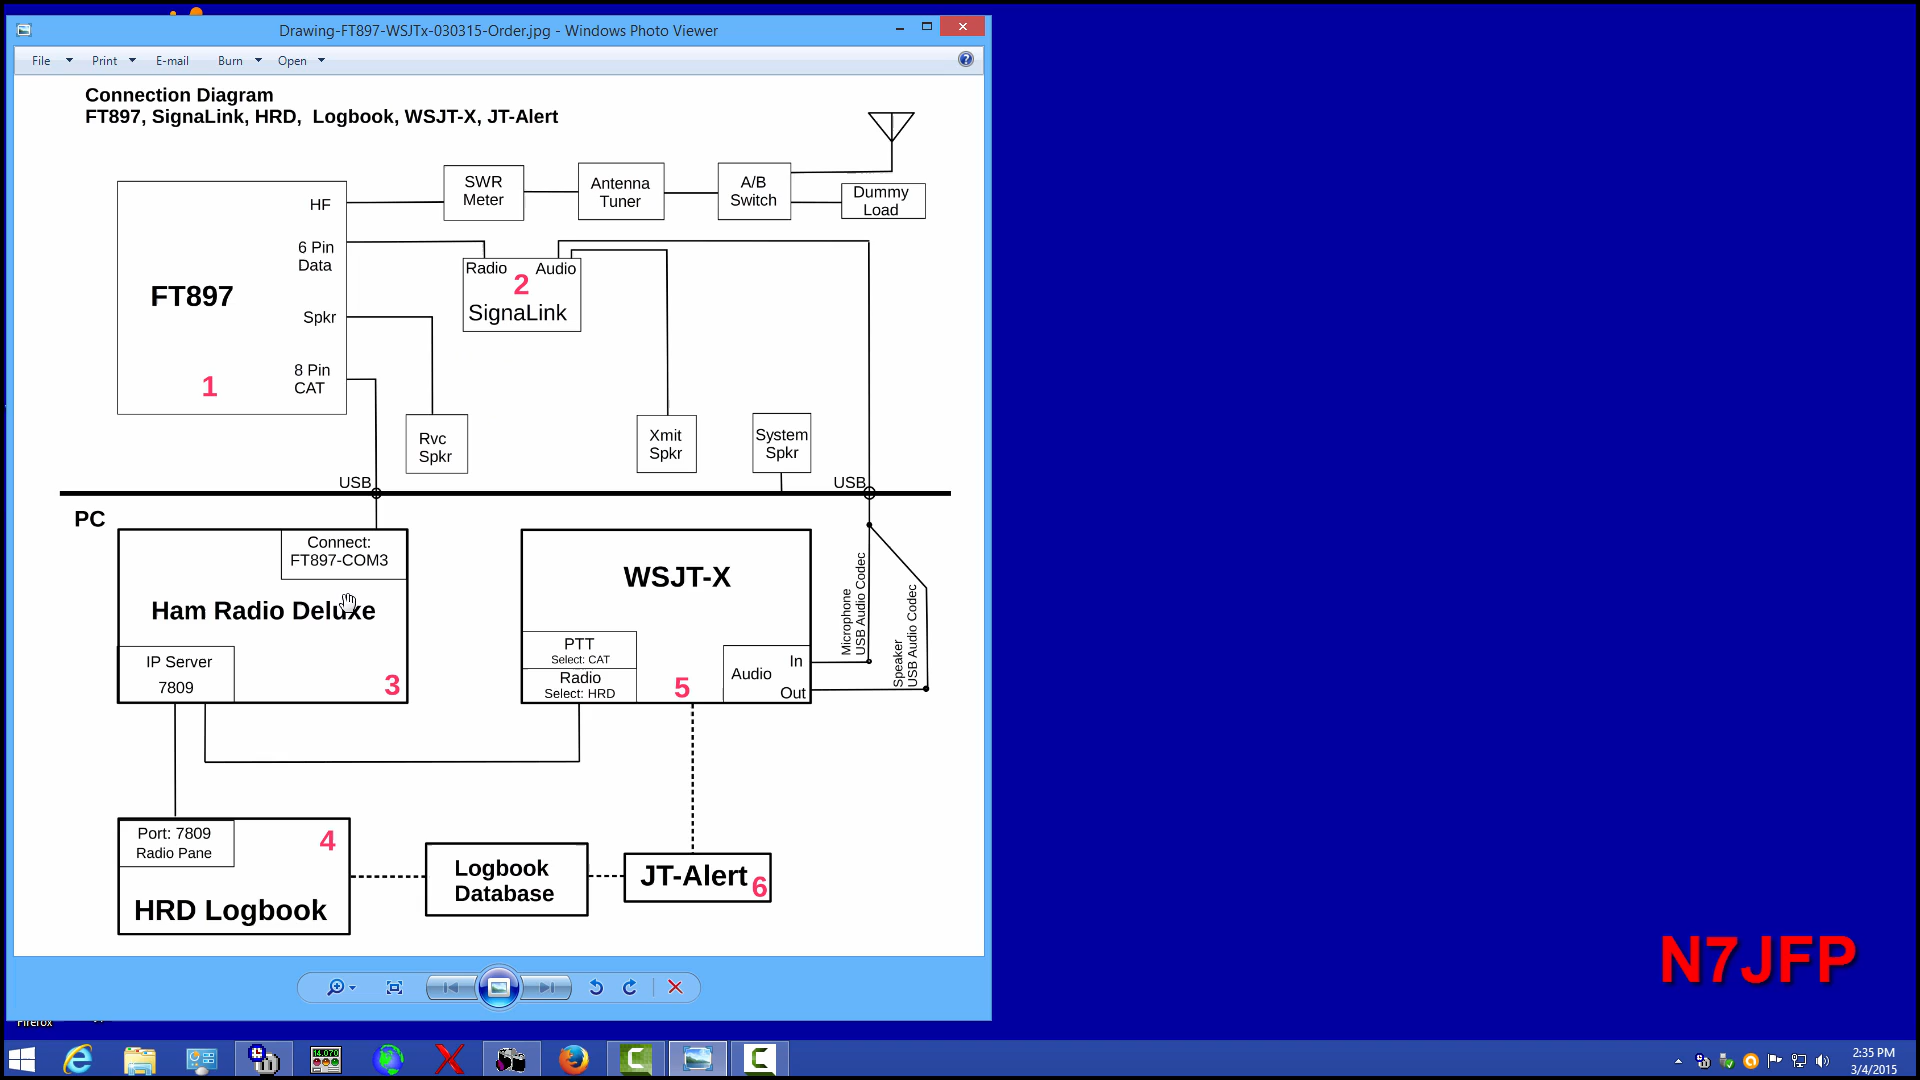 Drawing-FT897-WSJTx-030315-Order.jpg - Windows Photo Viewer
File Print E-mail Burn Open
Connection Diagram
FT897, SignaLink, HRD, Logbook, WSJT-X, JT-Alert
SWR
Meter
Antenna
Tuner
A/B
Switch
Dummy
Load
HF
6 Pin
Data
FT897
Spkr
8 Pin
CAT
1
Radio
Audio
2
SignaLink
Rvc
Spkr
Xmit
Spkr
System
Spkr
USB
USB
PC
Connect:
FT897-COM3
Ham Radio Deluxe
IP Server
7809
3
WSJT-X
PTT
Select: CAT
Radio
Select: HRD
5
Audio
In
Out
Microphone
USB Audio Codec
Speaker
USB Audio Codec
Port: 7809
Radio Pane
4
HRD Logbook
Logbook
Database
JT-Alert
6
N7JFP
Firefox
14.070
2:35 PM
3/4/2015